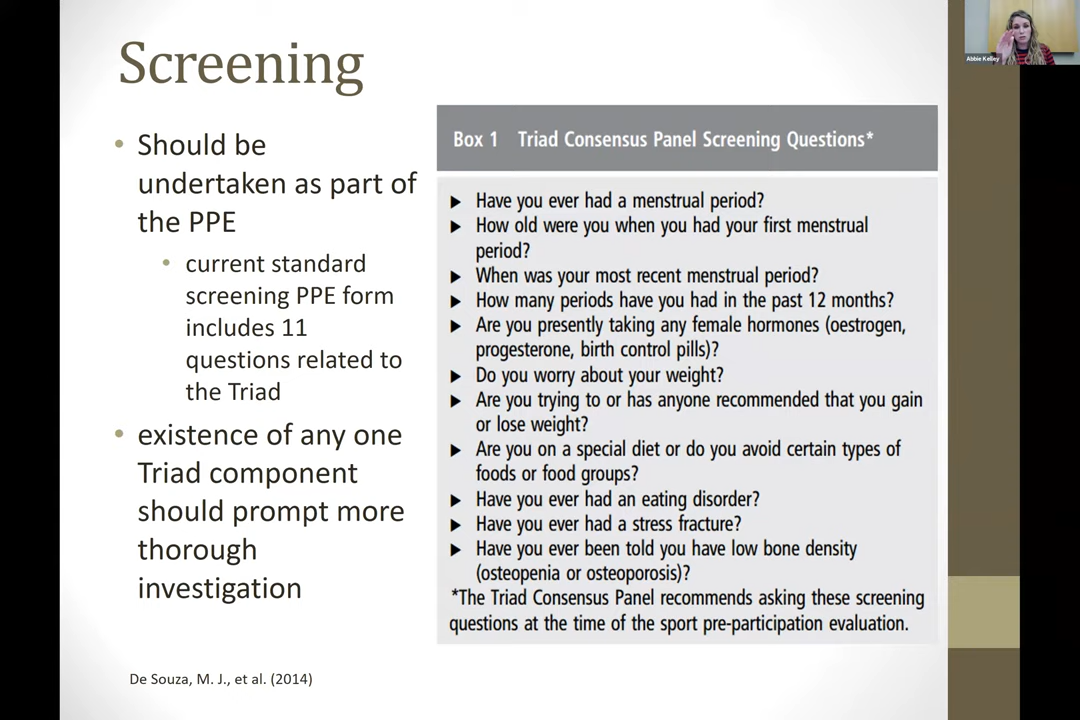 Screening
• Should be
undertaken as part of
the PPE
• current standard
screening PPE form
includes 11
questions related to
the Triad
• existence of any one
Triad component
should prompt more
thorough
investigation
Box 1 Triad Consensus Panel Screening Questions*
▶ Have you ever had a menstrual period?
▶ How old were you when you had your first menstrual
period?
▶ When was your most recent menstrual period?
▶ How many periods have you had in the past 12 months?
▶ Are you presently taking any female hormones (oestrogen,
progesterone, birth control pills)?
▶ Do you worry about your weight?
▶ Are you trying to or has anyone recommended that you gain
or lose weight?
▶ Are you on a special diet or do you avoid certain types of
foods or food groups?
▶ Have you ever had an eating disorder?
▶ Have you ever had a stress fracture?
▶ Have you ever been told you have low bone density
(osteopenia or osteoporosis)?
*The Triad Consensus Panel recommends asking these screening
questions at the time of the sport pre-participation evaluation.
De Souza, M. J., et al. (2014)
Abbie Kelley